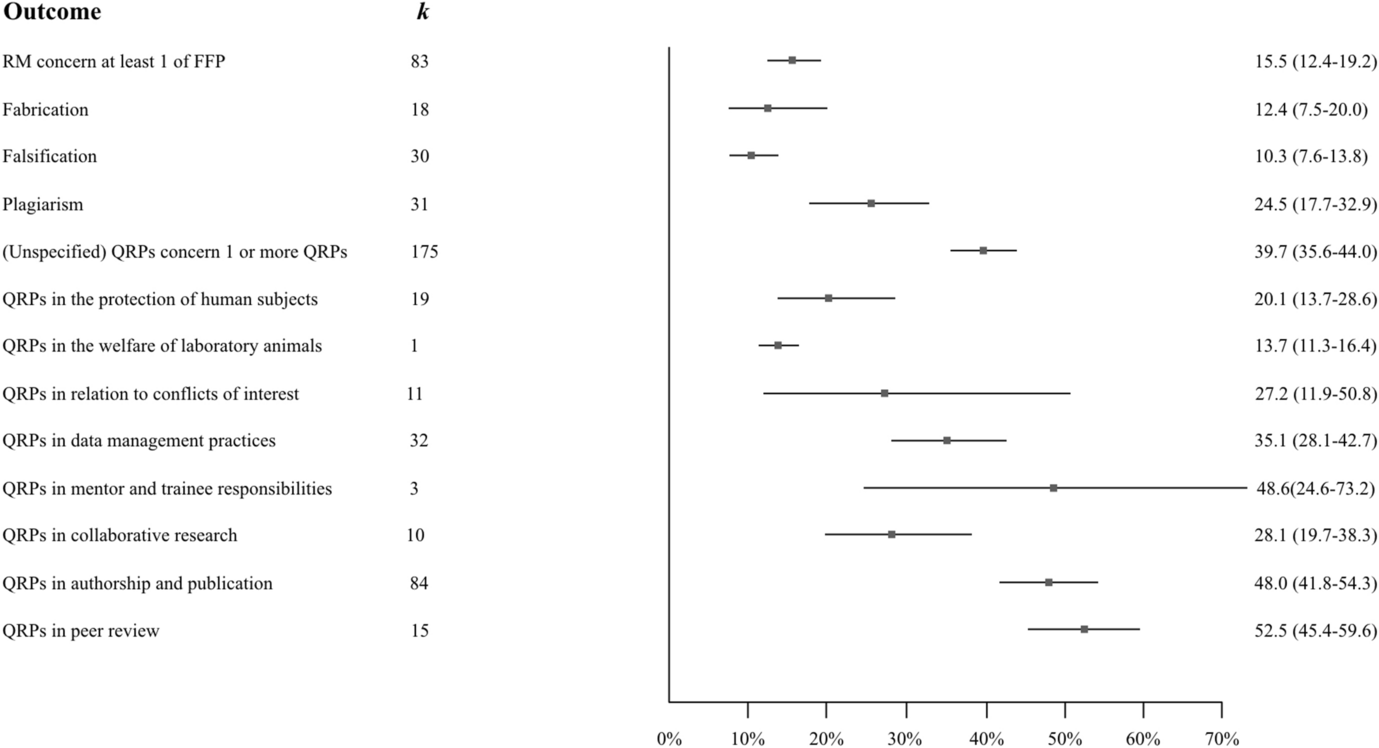 Outcome k
RM concern at least 1 of FFP 83 15.5 (12.4-19.2)
Fabrication 18 12.4 (7.5-20.0)
Falsification 30 10.3 (7.6-13.8)
Plagiarism 31 24.5 (17.7-32.9)
(Unspecified) QRPs concern 1 or more QRPs 175 39.7 (35.6-44.0)
QRPs in the protection of human subjects 19 20.1 (13.7-28.6)
QRPs in the welfare of laboratory animals 1 13.7 (11.3-16.4)
QRPs in relation to conflicts of interest 11 27.2 (11.9-50.8)
QRPs in data management practices 32 35.1 (28.1-42.7)
QRPs in mentor and trainee responsibilities 3 48.6(24.6-73.2)
QRPs in collaborative research 10 28.1 (19.7-38.3)
QRPs in authorship and publication 84 48.0 (41.8-54.3)
QRPs in peer review 15 52.5 (45.4-59.6)
0% 10% 20% 30% 40% 50% 60% 70%